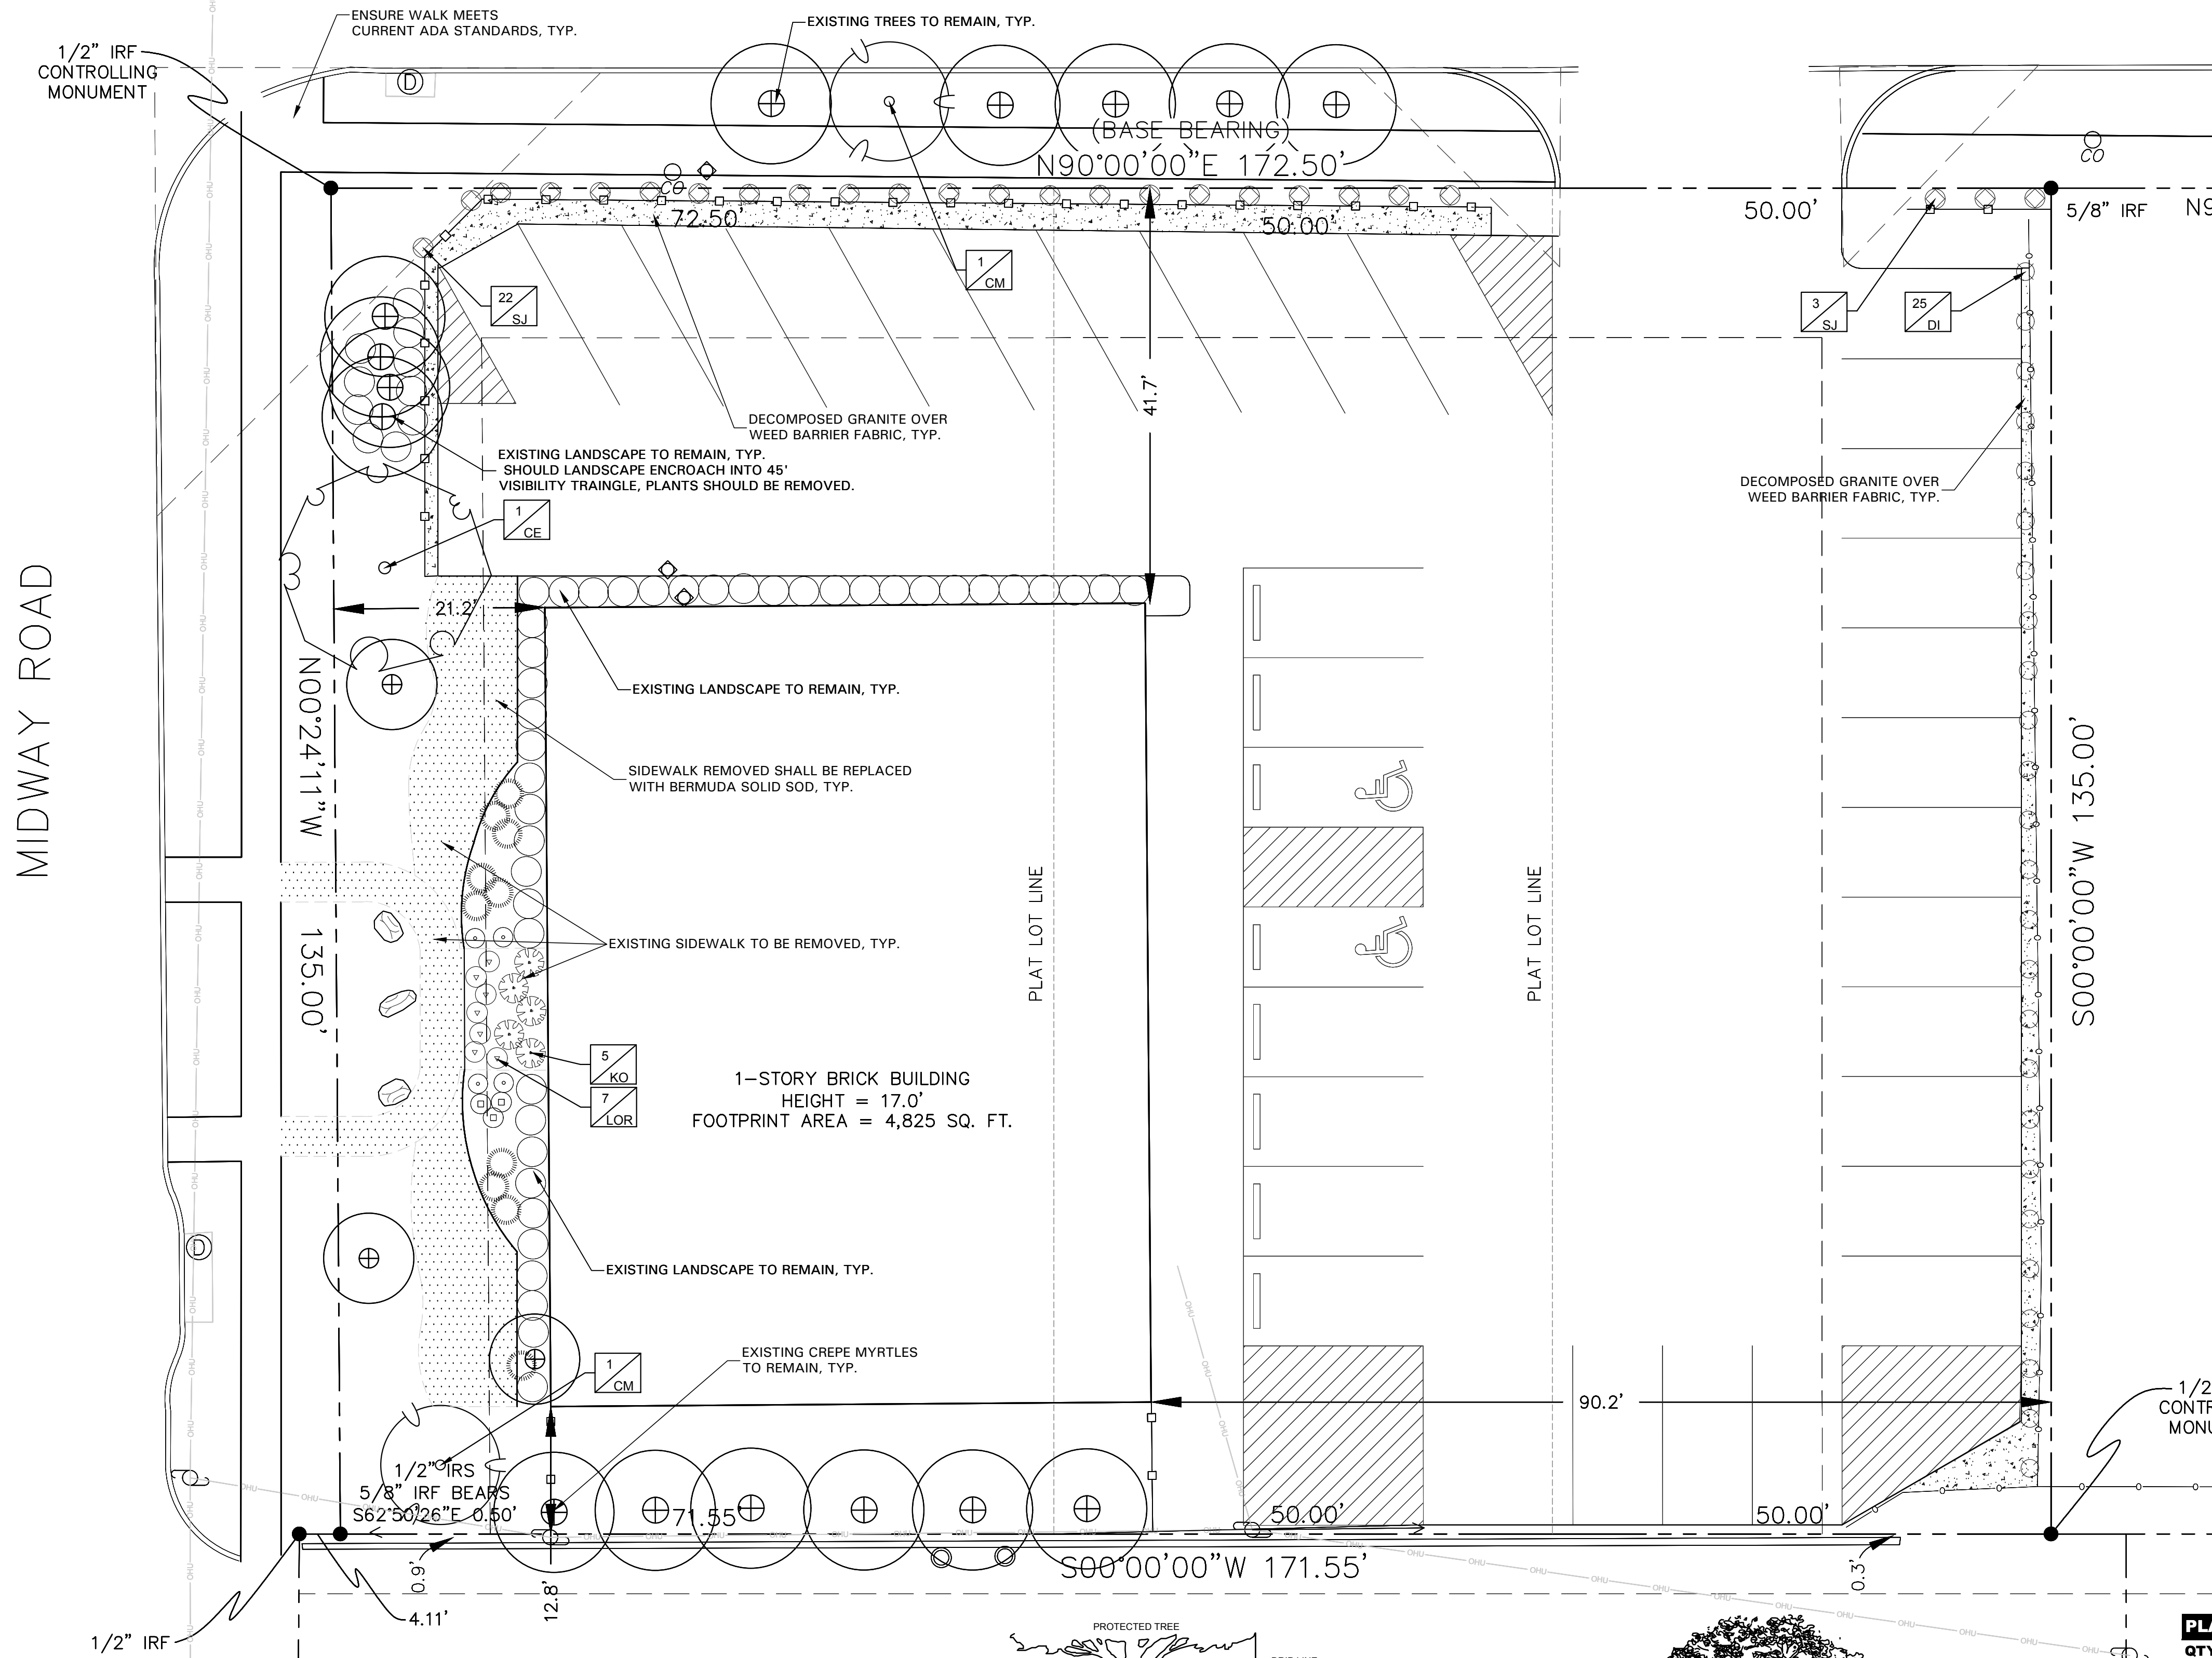 ENSURE WALK MEETS
CURRENT ADA STANDARDS, TYP.
EXISTING TREES TO REMAIN, TYP.
1/2" IRF
CONTROLLING
MONUMENT
D
(BASE BEARING)
N90°00'00"E 172.50'
CO
CO
72.50'
50.00'
50.00'
5/8" IRF
1
CM
22
SJ
3
SJ
25
DI
41.7'
DECOMPOSED GRANITE OVER
WEED BARRIER FABRIC, TYP.
EXISTING LANDSCAPE TO REMAIN, TYP.
SHOULD LANDSCAPE ENCROACH INTO 45'
VISIBILITY TRAINGLE, PLANTS SHOULD BE REMOVED.
DECOMPOSED GRANITE OVER
WEED BARRIER FABRIC, TYP.
1
CE
MIDWAY ROAD
21.2'
N00°24'11"W 135.00'
EXISTING LANDSCAPE TO REMAIN, TYP.
SIDEWALK REMOVED SHALL BE REPLACED
WITH BERMUDA SOLID SOD, TYP.
S00°00'00"W 135.00'
PLAT LOT LINE
PLAT LOT LINE
EXISTING SIDEWALK TO BE REMOVED, TYP.
5
KO
7
LOR
1-STORY BRICK BUILDING
HEIGHT = 17.0'
FOOTPRINT AREA = 4,825 SQ. FT.
D
EXISTING LANDSCAPE TO REMAIN, TYP.
EXISTING CREPE MYRTLES
TO REMAIN, TYP.
1
CM
90.2'
1/2" IRS
5/8" IRF BEARS
S62°50'26"E 0.50'
71.55'
50.00'
50.00'
S00°00'00"W 171.55'
0.9'
12.8'
0.3'
4.11'
1/2" IRF
PROTECTED TREE
OHU
QTY